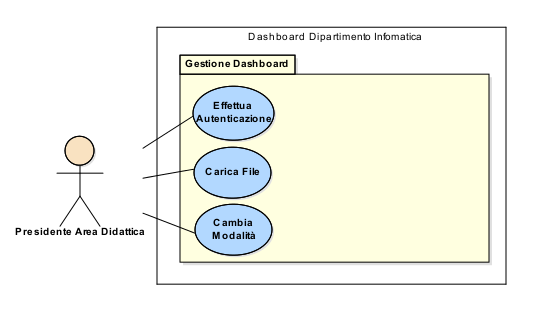 Dashboard Dipartimento Infomatica
Gestione Dashboard
Effettua
Autenticazione
Carica File
Cambia
Modalità
Presidente Area Didattica